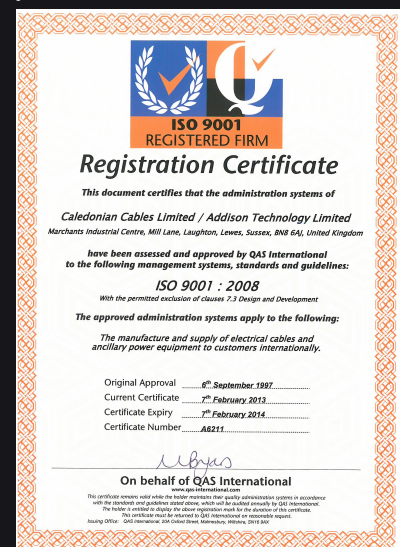 Q
ISO 9001
REGISTERED FIRM
Registration Certificate
This document certifies that the administration systems of
Caledonian Cables Limited / Addison Technology Limited
Marchants Industrial Centre, Mill Lane, Laughton, Lewes, Sussex, BN8 6AJ, United Kingdom
have been assessed and approved by QAS International
to the following management systems, standards and guidelines:
ISO 9001 : 2008
With the permitted exclusion of clauses 7.3 Design and Development
The approved administration systems apply to the following:
The manufacture and supply of electrical cables and
ancillary power equipment to customers internationally.
Original Approval 6th September 1997
Current Certificate 7th February 2013
Certificate Expiry 7th February 2014
Certificate Number A6211
On behalf of QAS International
www.qas-international.com
This certificate remains valid while the holder maintains their quality administration systems in accordance
with the standards and guidelines stated above, which will be audited annually by QAS International.
The holder is entitled to display the above registration mark for the duration of this certificate.
This certificate must be returned to QAS International on reasonable request.
Issuing Office: QAS International, 20A Oxford Street, Malmesbury, Wiltshire, SN16 9AX